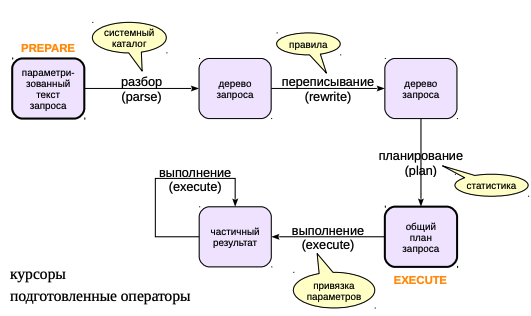 системный
каталог
PREPARE
правила
параметри-
зованный
текст
запроса
разбор
(parse)
дерево
запроса
переписывание
(rewrite)
дерево
запроса
планирование
(plan)
статистика
выполнение
(execute)
частичный
результат
выполнение
(execute)
общий
план
запроса
EXECUTE
привязка
параметров
курсоры
подготовленные операторы